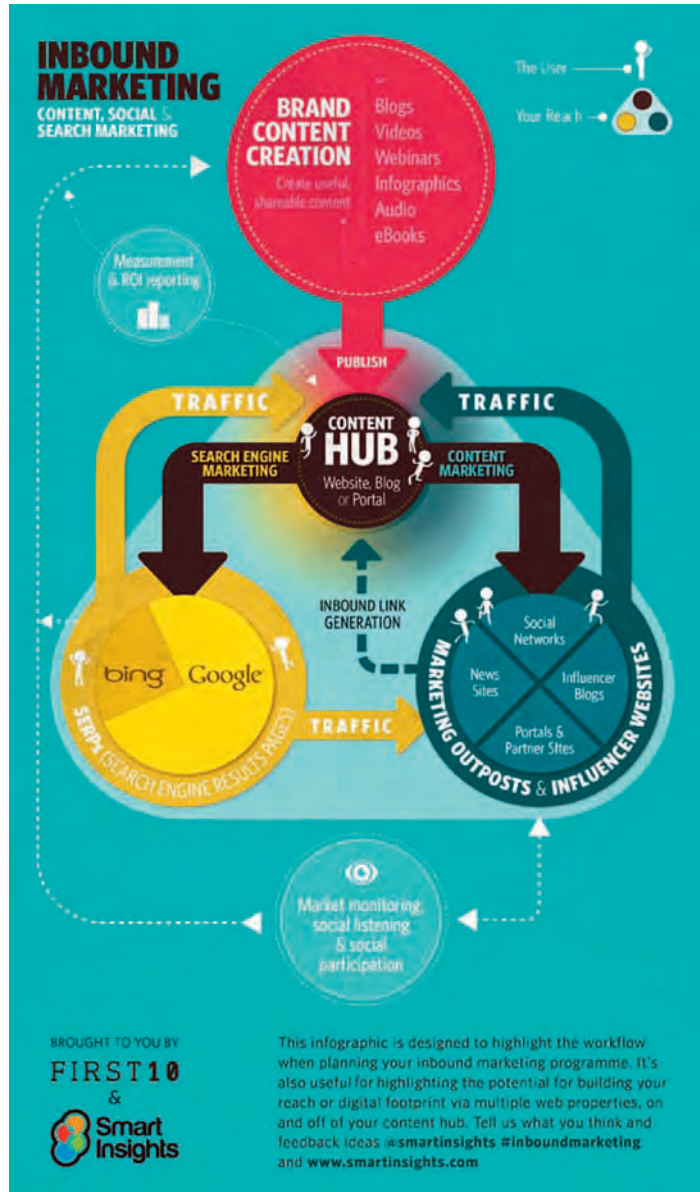 INBOUND
MARKETING
CONTENT, SOCIAL &
SEARCH MARKETING
The User
Your Reach
BRAND
CONTENT
CREATION
Create useful,
shareable content
Blogs
Videos
Webinars
Infographics
Audio
eBooks
Measurement
& ROI reporting
PUBLISH
TRAFFIC
TRAFFIC
SEARCH ENGINE
MARKETING
CONTENT
HUB
Website, Blog
or Portal
CONTENT
MARKETING
INBOUND LINK
GENERATION
bing
Google
SERPs (SEARCH ENGINE RESULTS PAGES)
TRAFFIC
Social
Networks
News
Sites
Influencer
Blogs
Portals &
Partner Sites
MARKETING OUTPOSTS & INFLUENCER WEBSITES
Market monitoring,
social listening
& social
participation
BROUGHT TO YOU BY
FIRST10
&
Smart
Insights
This infographic is designed to highlight the workflow
when planning your inbound marketing programme. It's
also useful for highlighting the potential for building your
reach or digital footprint via multiple web properties, on
and off of your content hub. Tell us what you think and
feedback ideas @smartinsights #inboundmarketing
and www.smartinsights.com